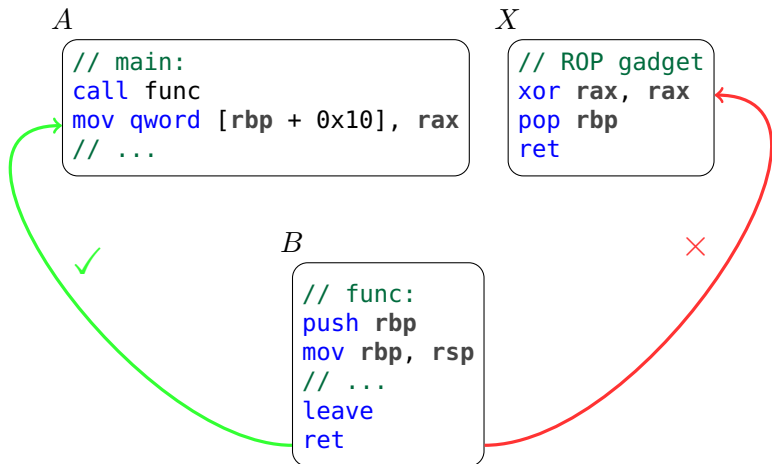 A
// main:
call func
mov qword [rbp + 0x10], rax
// ...
X
// ROP gadget
xor rax, rax
pop rbp
ret
✓
×
B
// func:
push rbp
mov rbp, rsp
// ...
leave
ret